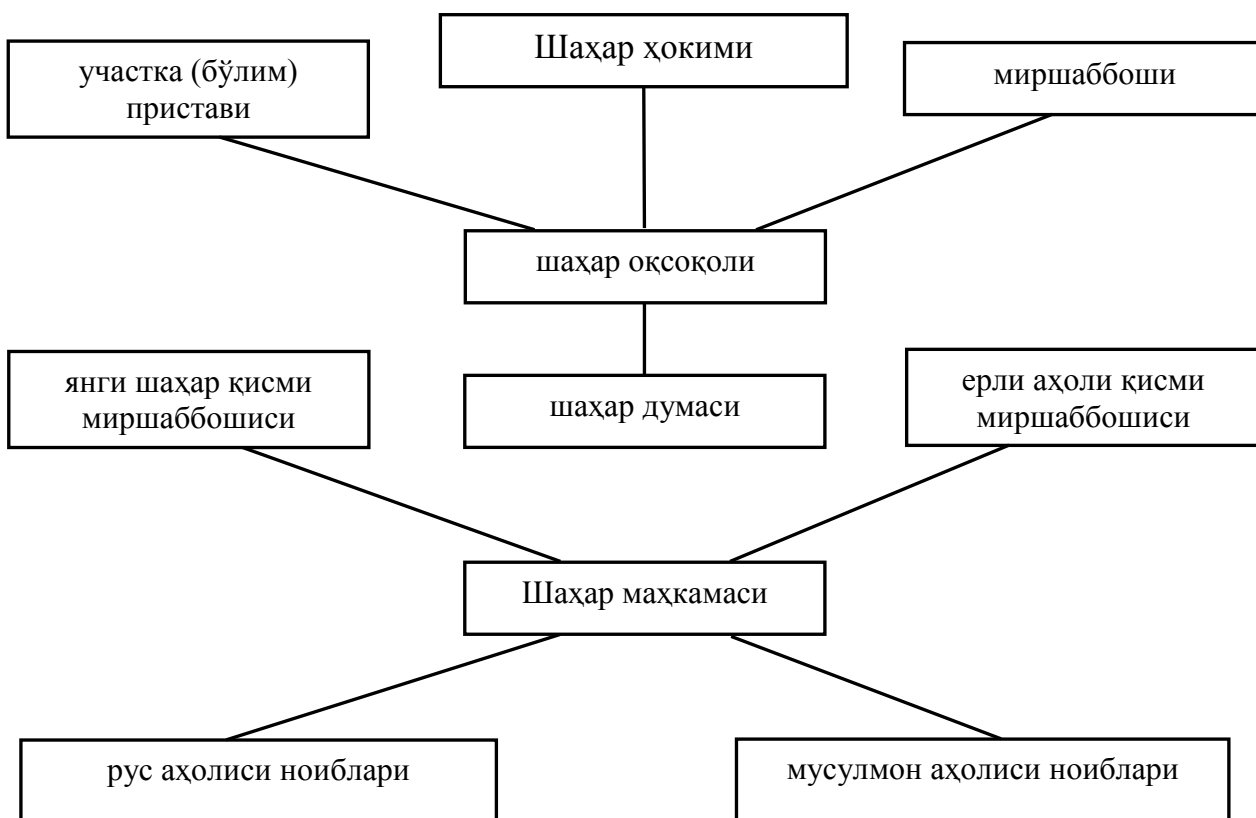 Шаҳар ҳокими
участка (бўлим)
пристави
миршаббоши
шаҳар оқсоқоли
янги шаҳар қисми
миршаббошиси
шаҳар думаси
ерли аҳоли қисми
миршаббошиси
Шаҳар маҳкамаси
рус аҳолиси ноиблари
мусулмон аҳолиси ноиблари